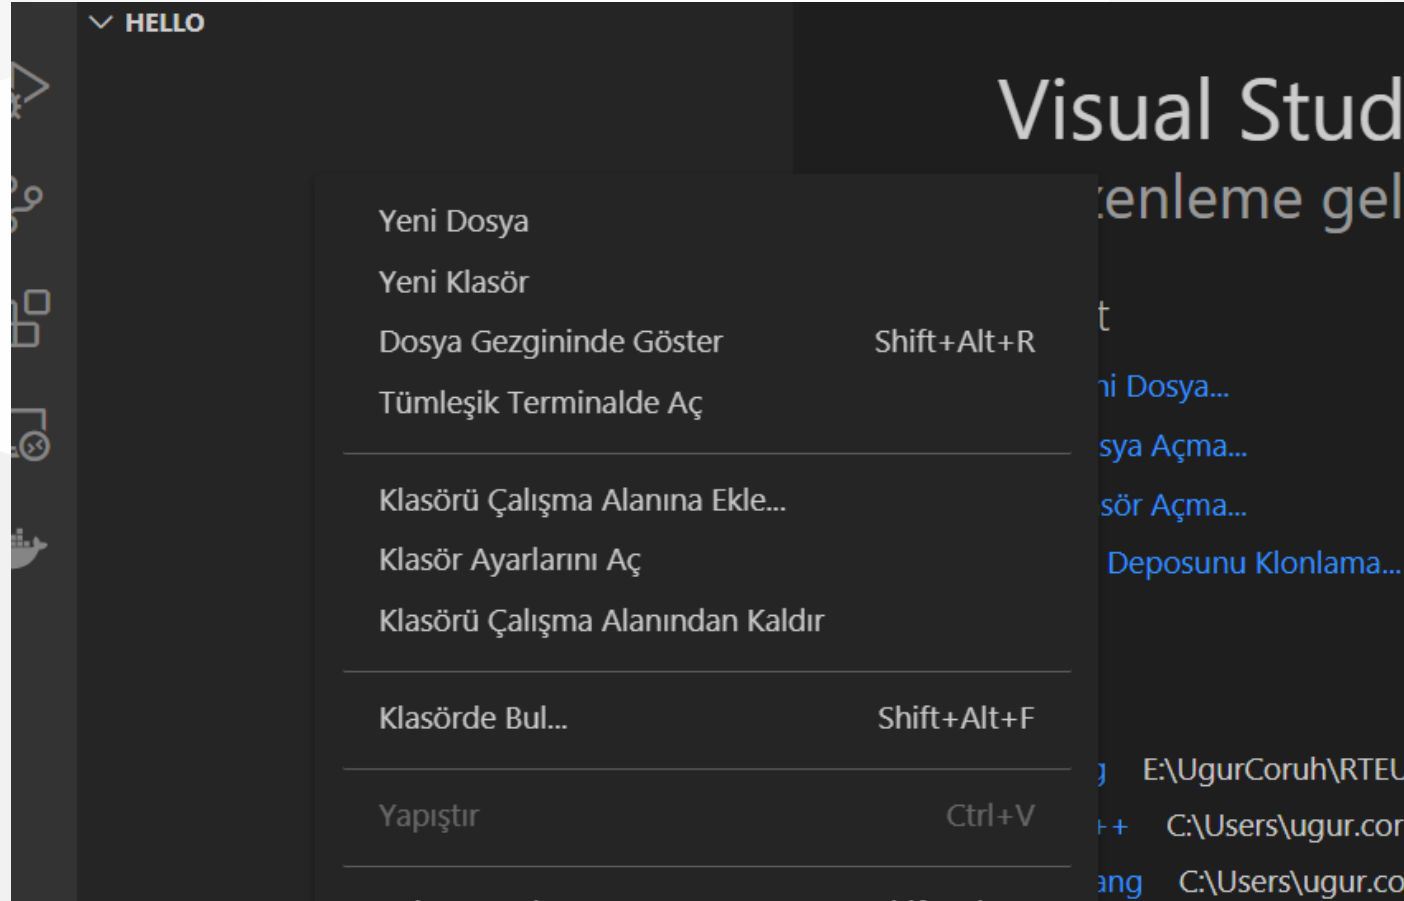 HELLO
Visual Stud
enleme gel
Yeni Dosya
Yeni Klasör
Dosya Gezgininde Göster Shift+Alt+R
Tümleşik Terminalde Aç
Klasörü Çalışma Alanına Ekle...
Klasör Ayarlarını Aç
Klasörü Çalışma Alanından Kaldır
Klasörde Bul... Shift+Alt+F
Yapıştır Ctrl+V
t
ni Dosya...
sya Açma...
sör Açma...
Deposunu Klonlama...
g E:\UgurCoruh\RTEU
++ C:\Users\ugur.cor
ang C:\Users\ugur.co